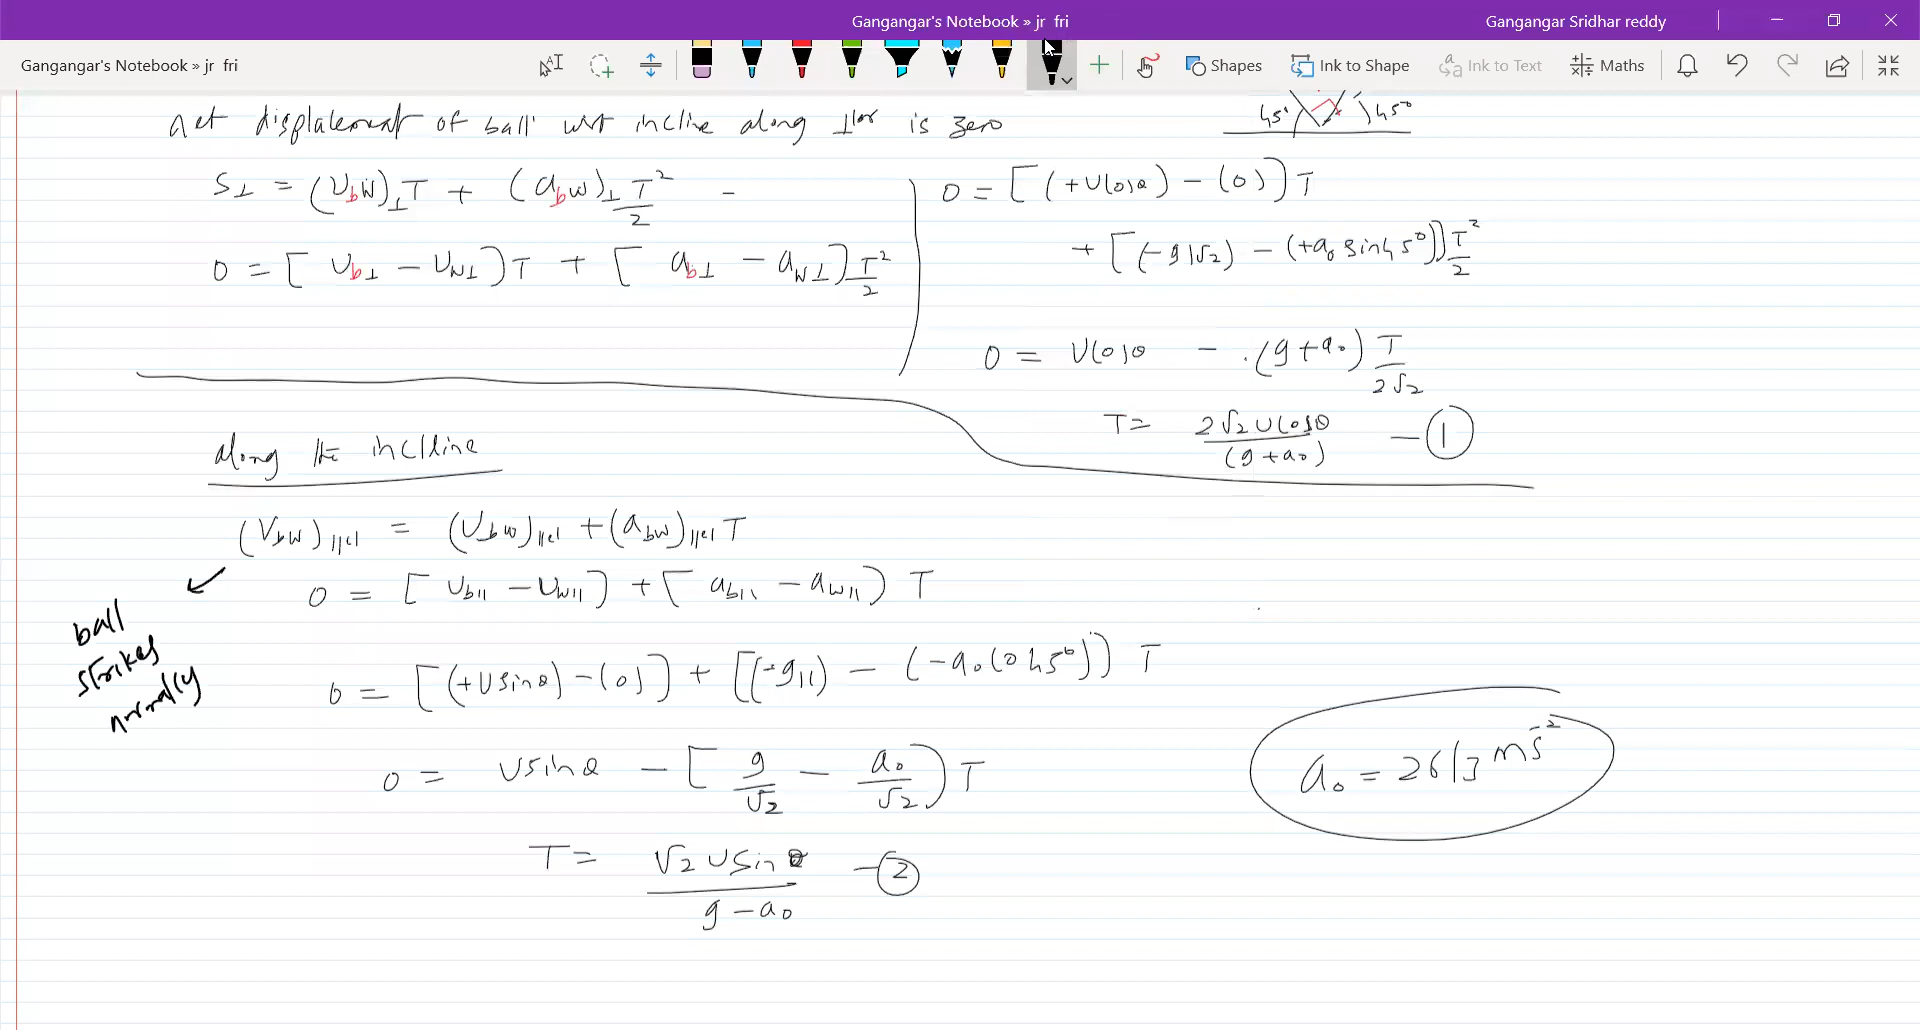 Gangangar's Notebook » jr fri
Gangangar Sridhar reddy
Gangangar's Notebook » jr fri
Shapes
Ink to Shape
Ink to Text
Maths
net displacement of ball wrt incline along ⊥lar is zero
45° 45°
S⊥ = (UbW)⊥T + (abw)⊥ T²/2
0 = [Ub⊥ − UW⊥)T + [ab⊥ − aW⊥] T²/2
0 = [(+Ucosθ) − (0)] T
+ [(−g/√2) − (+a₀ sin45°)] T²/2
0 = Ucosθ − (g+a₀) T/2√2
T = 2√2 Ucosθ/(g+a₀) − ①
along the incline
(Vbw)||el = (Ubw)||el + (abw)||el T
0 = [Ub|| − UW||) + [ab|| − aW||) T
ball
strikes
normally
0 = [(+Usinθ) − (0)] + [(−g||) − (−a₀cos45°)] T
0 = Usinθ − [g/√2 − a₀/√2) T
T = √2 Usinθ/g − a₀ − ②
a₀ = 26/3 ms⁻²